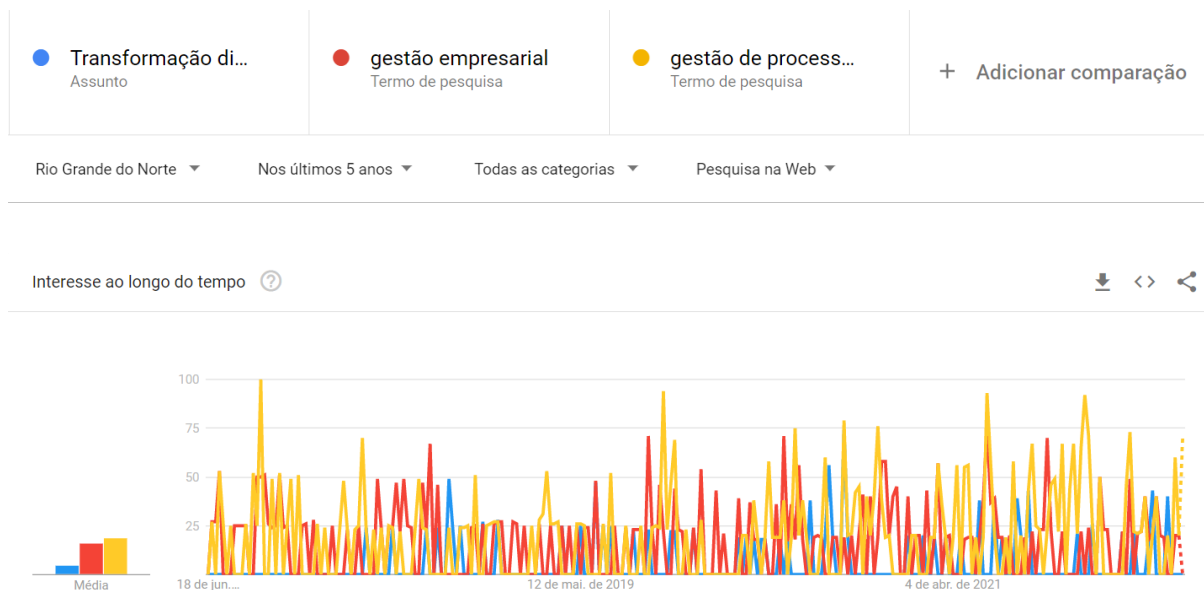 Transformação di...
Assunto
gestão empresarial
Termo de pesquisa
gestão de process...
Termo de pesquisa
+ Adicionar comparação
Rio Grande do Norte
Nos últimos 5 anos
Todas as categorias
Pesquisa na Web
Interesse ao longo do tempo ?
100
75
50
25
Média
18 de jun....
12 de mai. de 2019
4 de abr. de 2021